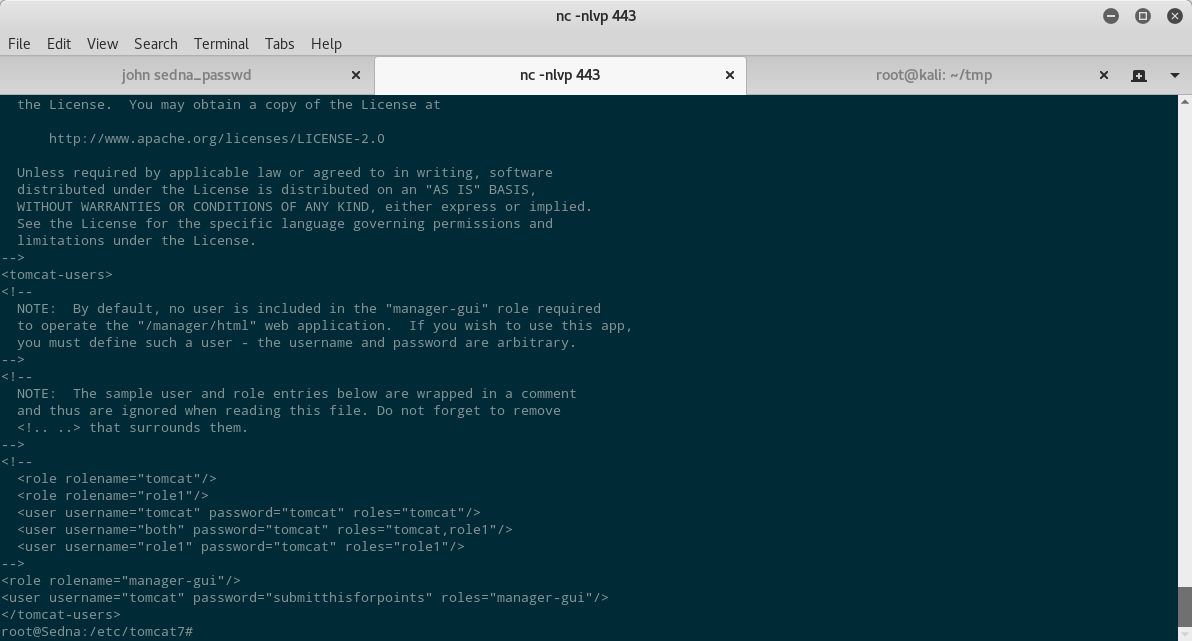 nc -nlvp 443
File Edit View Search Terminal Tabs Help
john sedna_passwd
nc -nlvp 443
root@kali: ~/tmp
  the License.  You may obtain a copy of the License at

      http://www.apache.org/licenses/LICENSE-2.0

  Unless required by applicable law or agreed to in writing, software
  distributed under the License is distributed on an "AS IS" BASIS,
  WITHOUT WARRANTIES OR CONDITIONS OF ANY KIND, either express or implied.
  See the License for the specific language governing permissions and
  limitations under the License.
-->
<tomcat-users>
<!--
  NOTE:  By default, no user is included in the "manager-gui" role required
  to operate the "/manager/html" web application.  If you wish to use this app,
  you must define such a user - the username and password are arbitrary.
-->
<!--
  NOTE:  The sample user and role entries below are wrapped in a comment
  and thus are ignored when reading this file. Do not forget to remove
  <!.. ..> that surrounds them.
-->
<!--
  <role rolename="tomcat"/>
  <role rolename="role1"/>
  <user username="tomcat" password="tomcat" roles="tomcat"/>
  <user username="both" password="tomcat" roles="tomcat,role1"/>
  <user username="role1" password="tomcat" roles="role1"/>
-->
<role rolename="manager-gui"/>
<user username="tomcat" password="submitthisforpoints" roles="manager-gui"/>
</tomcat-users>
root@Sedna:/etc/tomcat7#